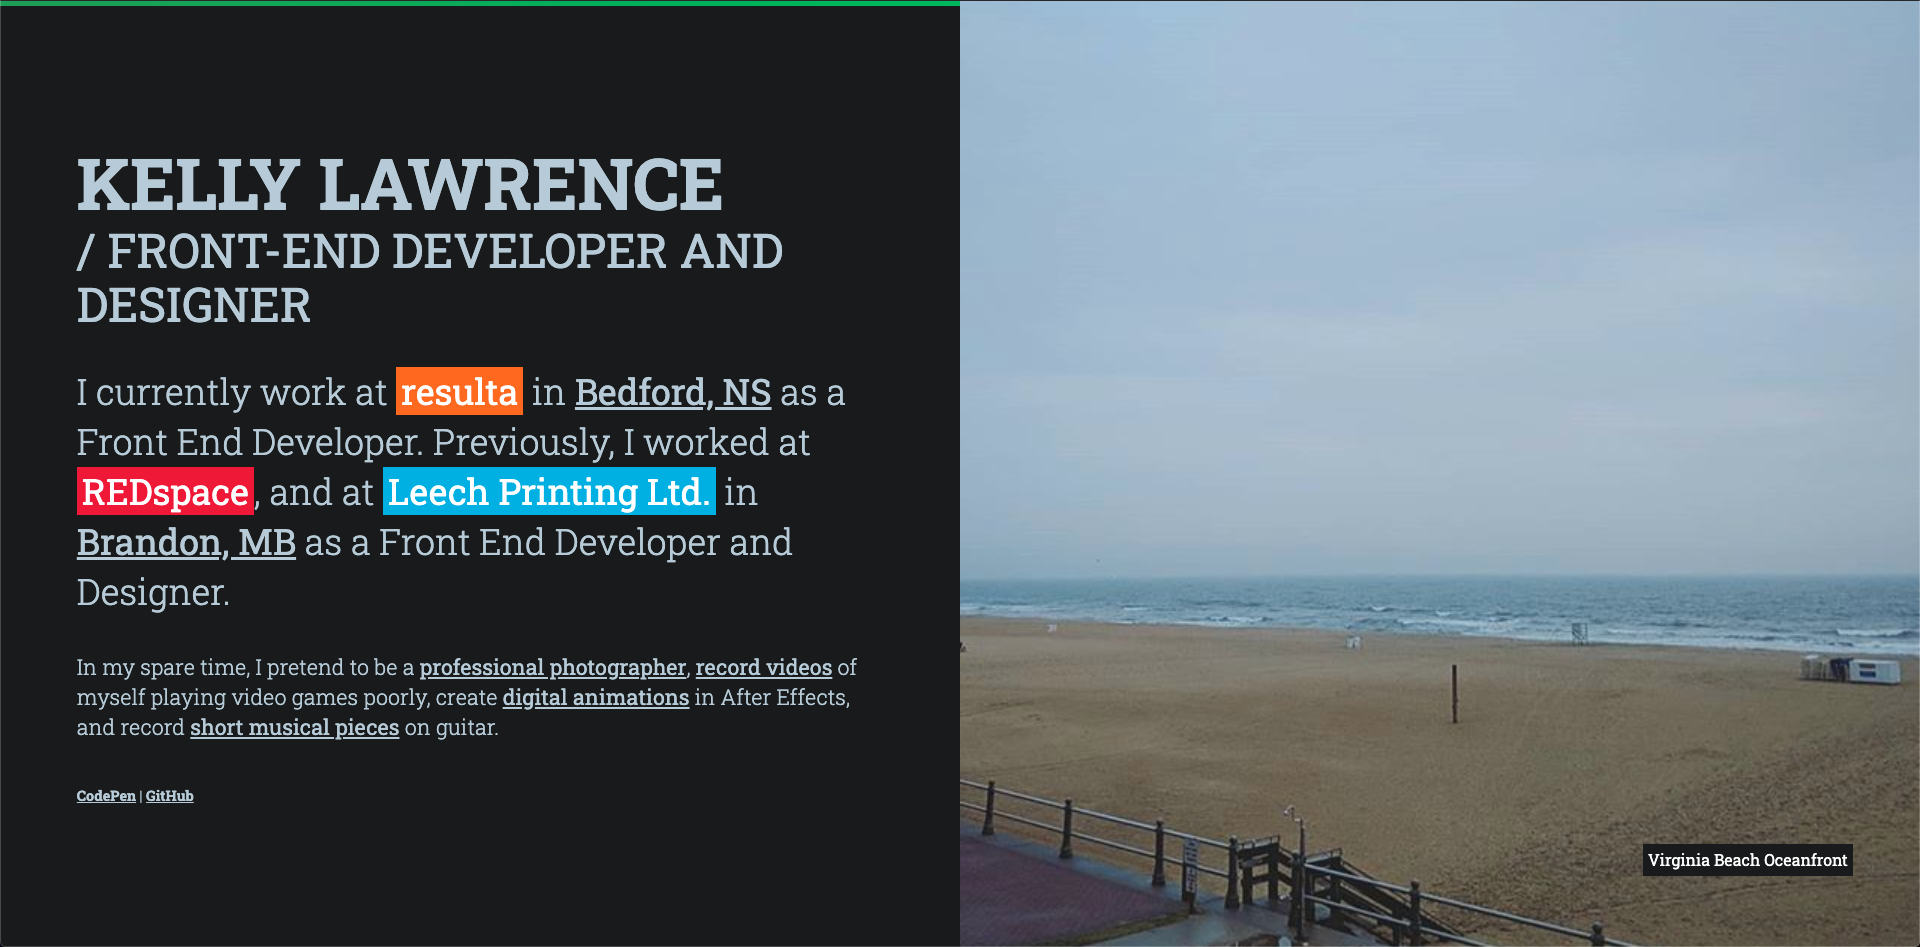 KELLY LAWRENCE
/ FRONT-END DEVELOPER AND
DESIGNER
I currently work at resulta in Bedford, NS as a
Front End Developer. Previously, I worked at
REDspace, and at Leech Printing Ltd. in
Brandon, MB as a Front End Developer and
Designer.
In my spare time, I pretend to be a professional photographer, record videos of
myself playing video games poorly, create digital animations in After Effects,
and record short musical pieces on guitar.
CodePen | GitHub
Virginia Beach Oceanfront